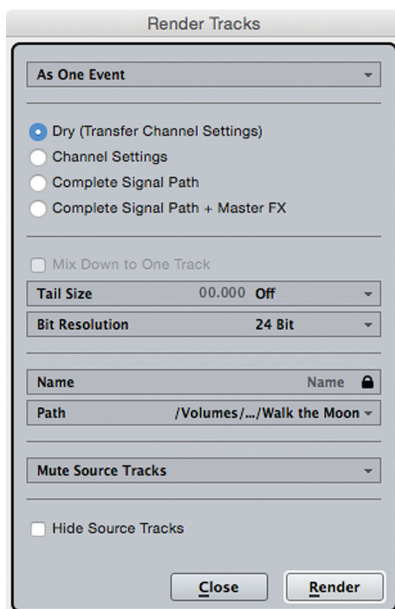 Render Tracks
As One Event
Dry (Transfer Channel Settings)
Channel Settings
Complete Signal Path
Complete Signal Path + Master FX
Mix Down to One Track
Tail Size 00.000 Off
Bit Resolution 24 Bit
Name Name
Path /Volumes/.../Walk the Moon
Mute Source Tracks
Hide Source Tracks
Close Render